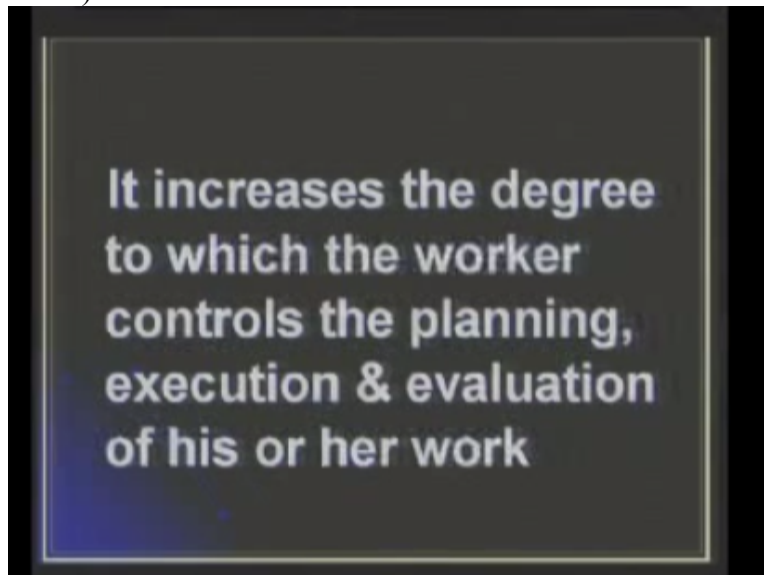 It increases the degree
to which the worker
controls the planning,
execution & evaluation
of his or her work